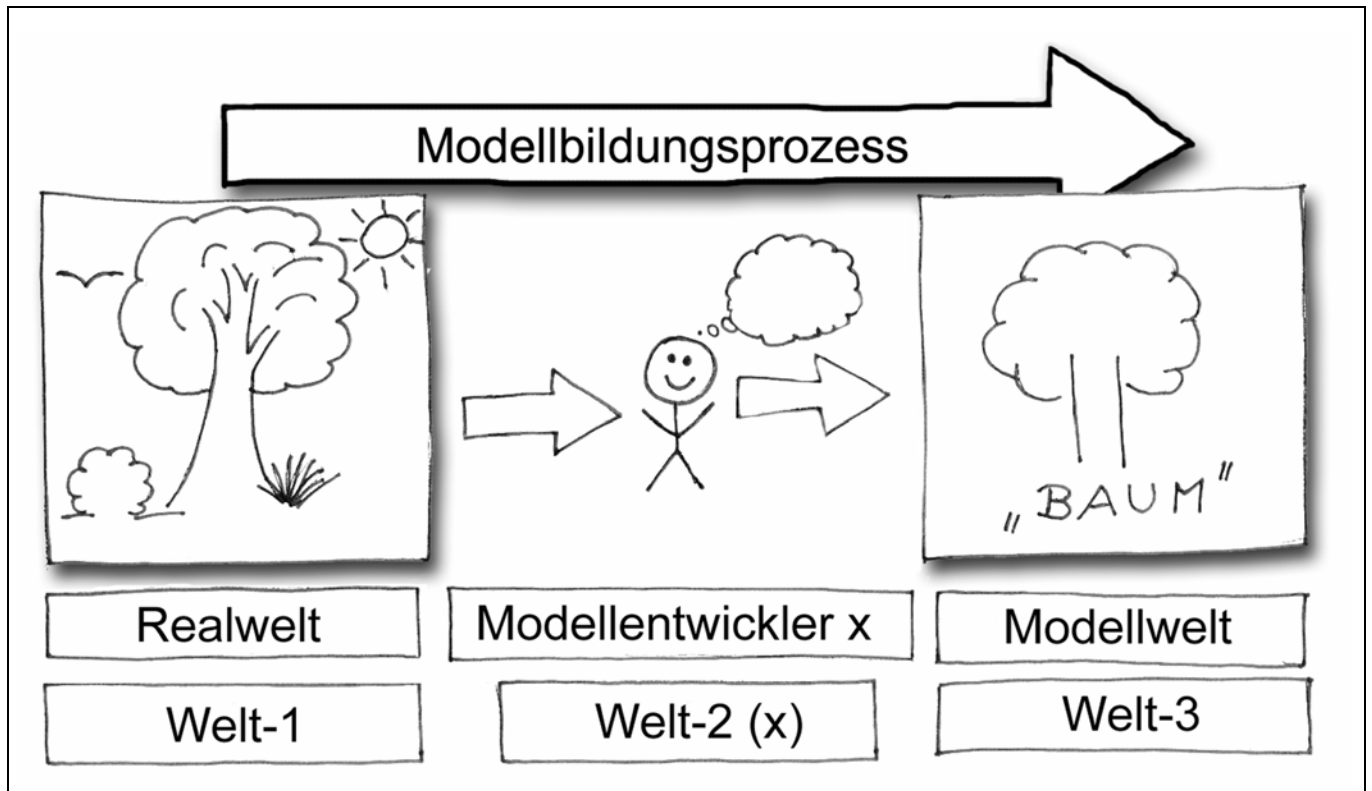 Modellbildungsprozess
„BAUM"
Realwelt
Modellentwickler x
Modellwelt
Welt-1
Welt-2 (x)
Welt-3